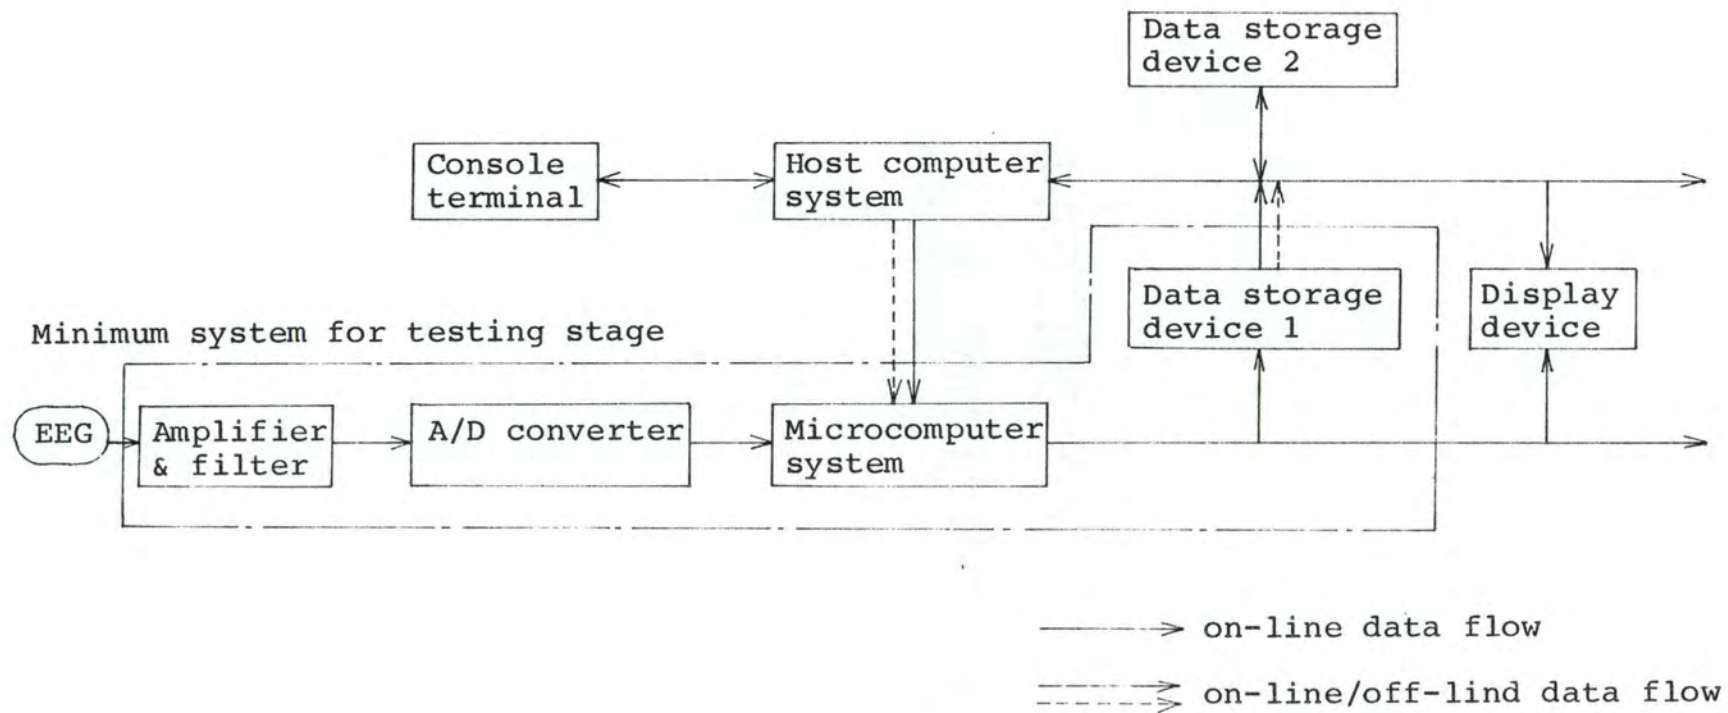 Data storage
device 2
Console
terminal
Host computer
system
Data storage
device 1
Display
device
Minimum system for testing stage
EEG
Amplifier
& filter
A/D converter
Microcomputer
system
on-line data flow
on-line/off-lind data flow